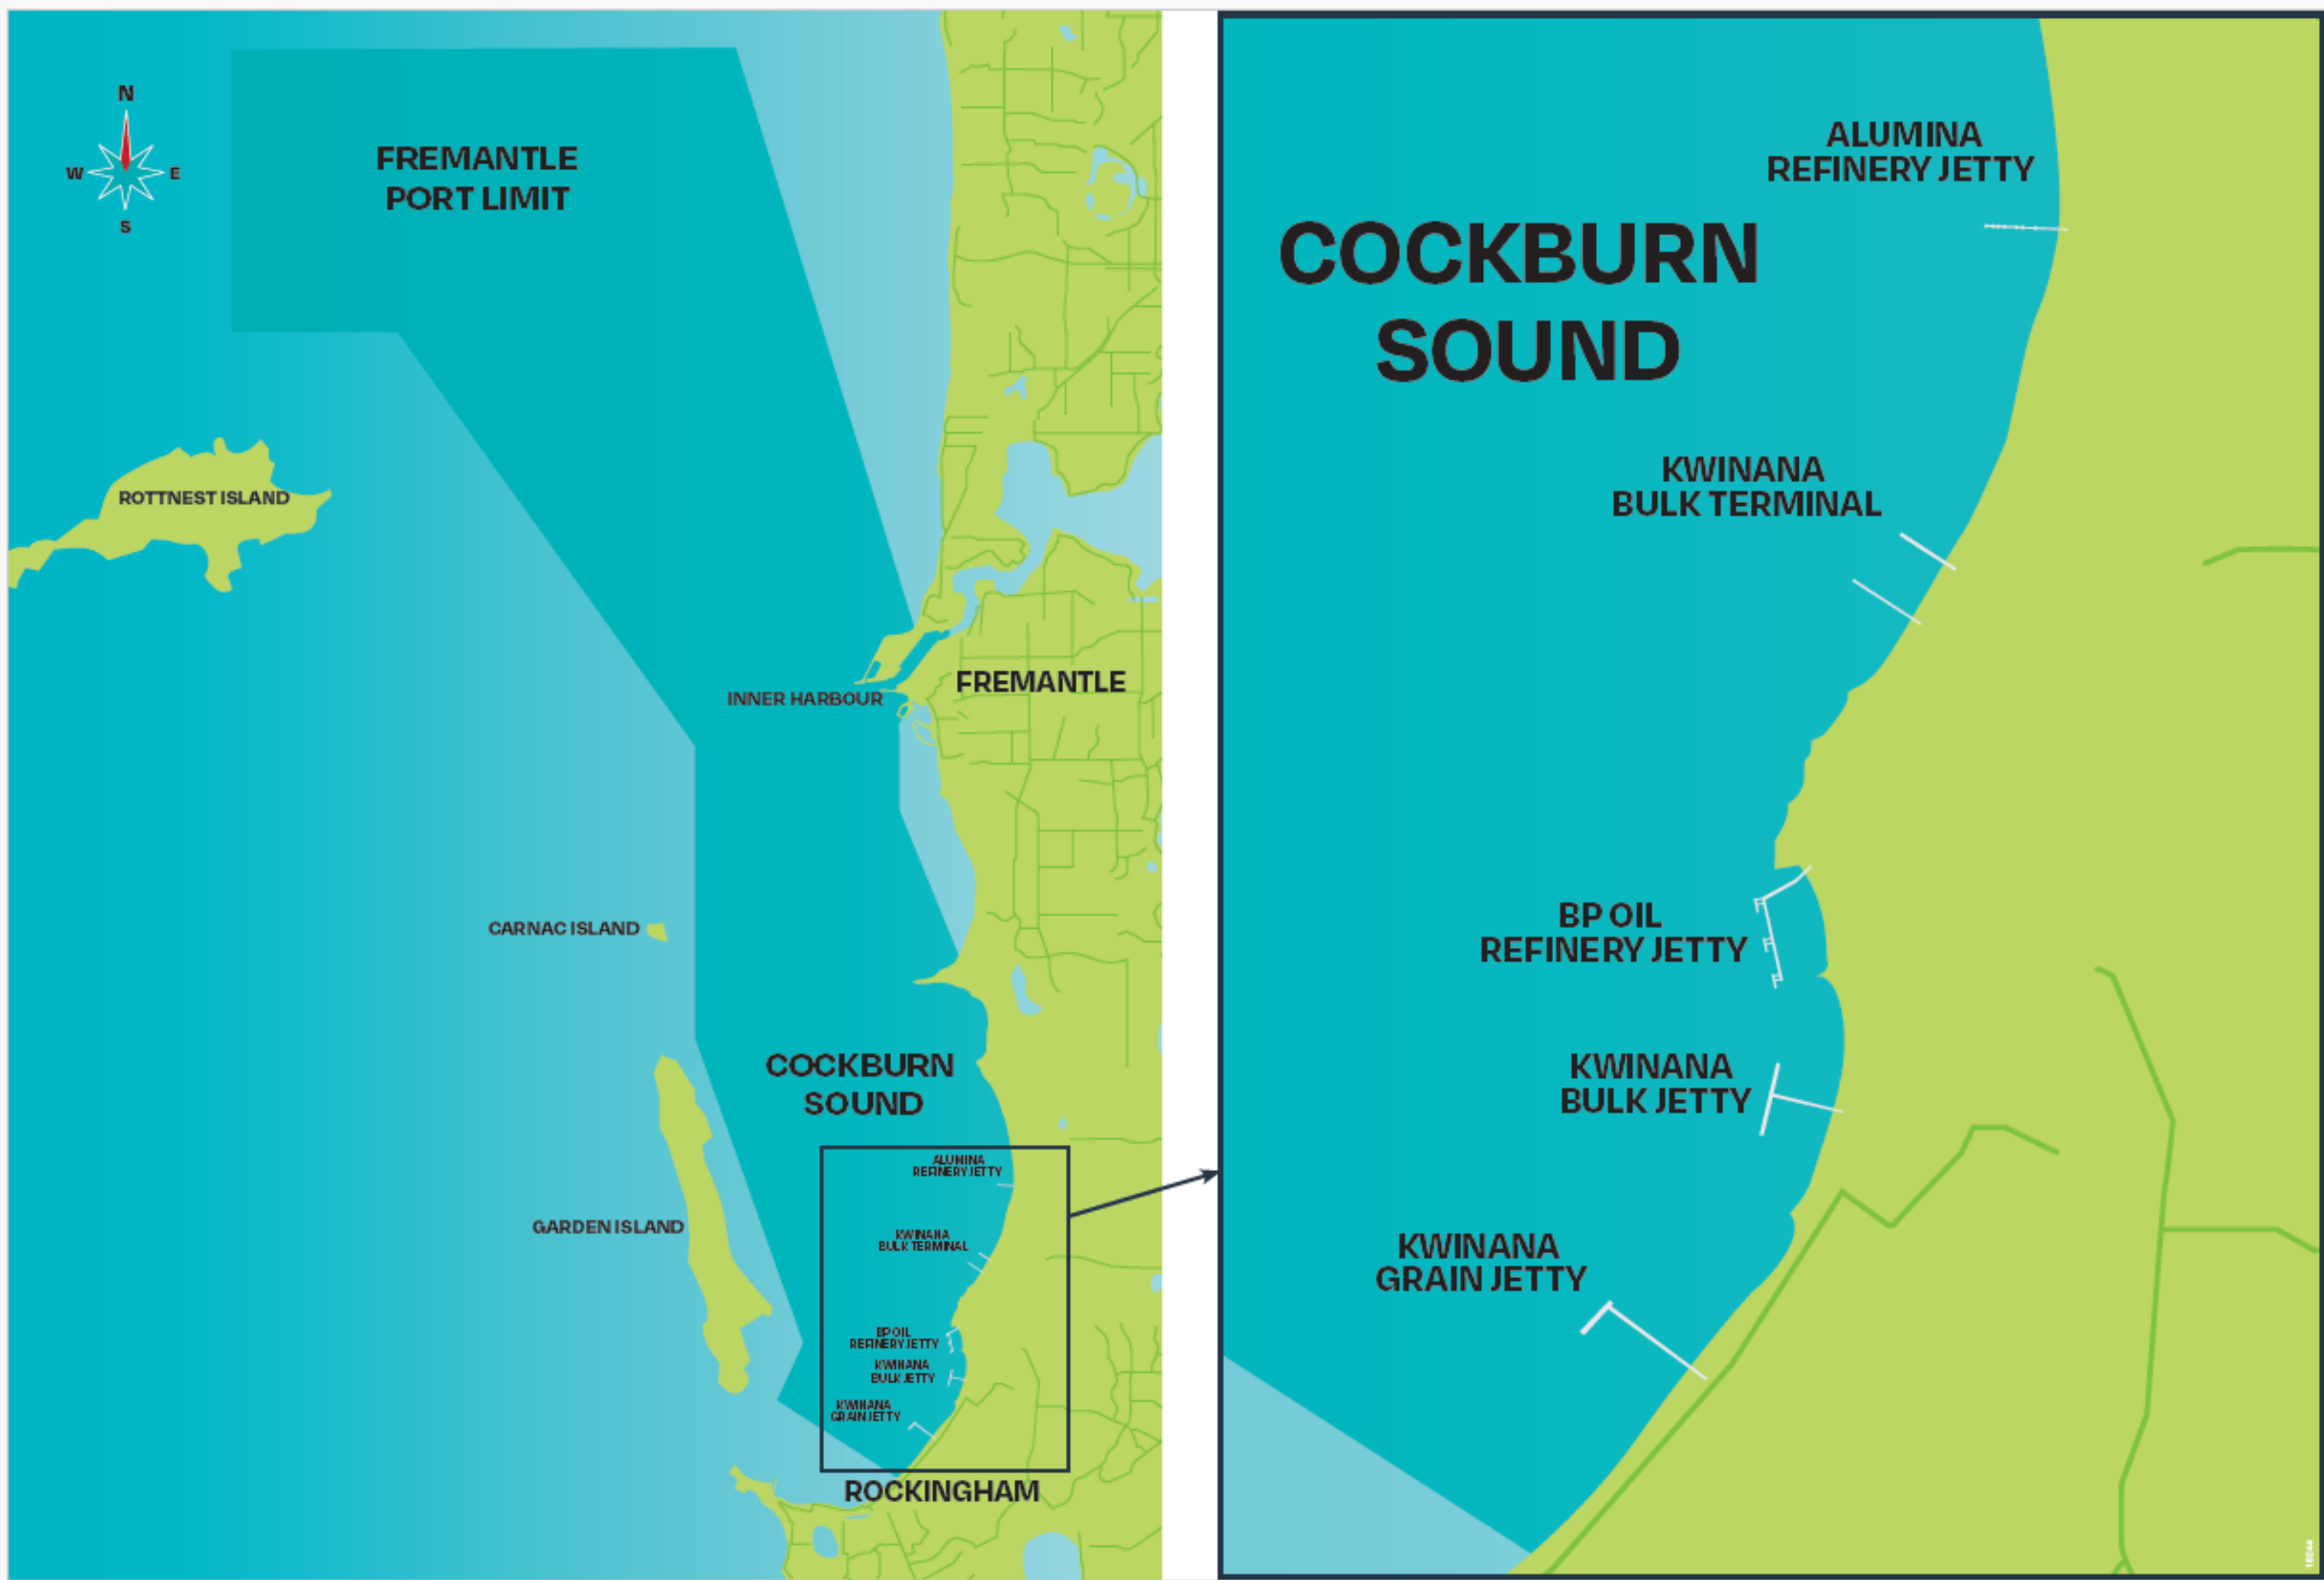 N
W
E
S
FREMANTLE
PORT LIMIT
ROTTNEST ISLAND
INNER HARBOUR
FREMANTLE
CARNAC ISLAND
COCKBURN
SOUND
GARDEN ISLAND
ALUMINA
REFINERY JETTY
KWINANA
BULK TERMINAL
BP OIL
REFINERY JETTY
KWINANA
BULK JETTY
KWINANA
GRAIN JETTY
ROCKINGHAM
ALUMINA
REFINERY JETTY
COCKBURN
SOUND
KWINANA
BULK TERMINAL
BP OIL
REFINERY JETTY
KWINANA
BULK JETTY
KWINANA
GRAIN JETTY